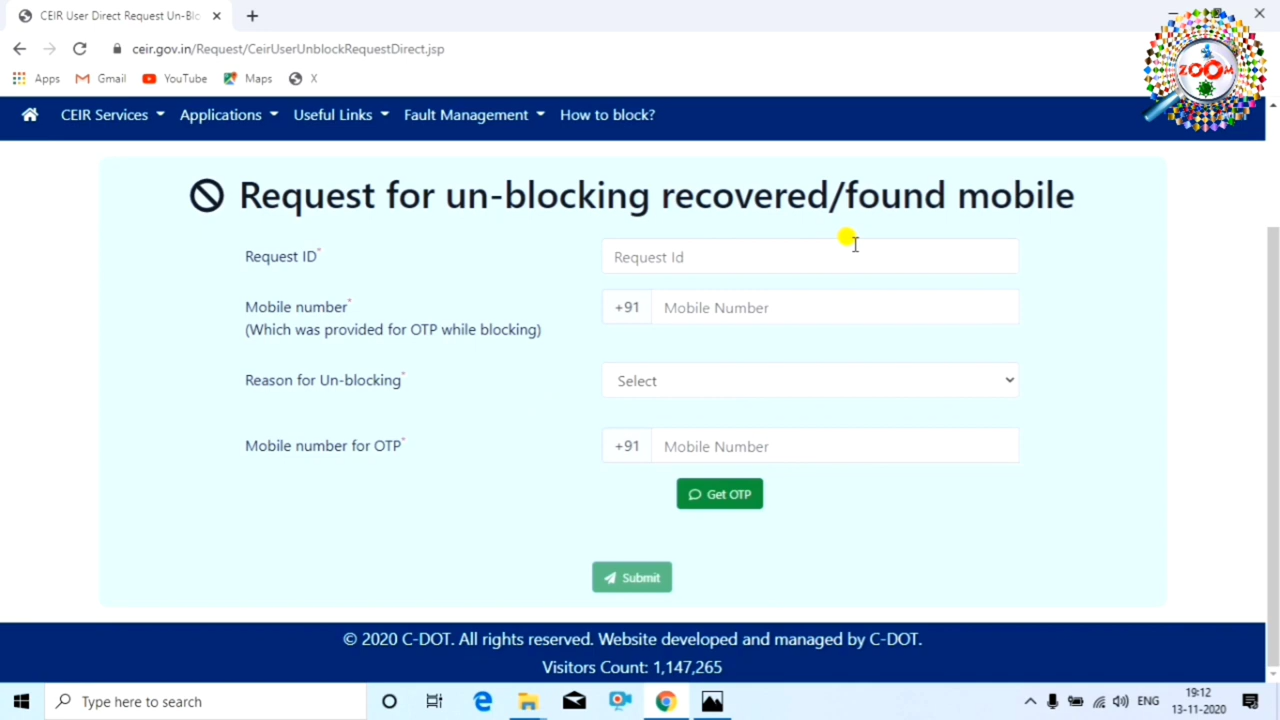 CEIR User Direct Request Un-Blo
ceir.gov.in/Request/CeirUserUnblockRequestDirect.jsp
Apps Gmail YouTube Maps X
ZOOM
CEIR Services Applications Useful Links Fault Management How to block?
Request for un-blocking recovered/found mobile
Request ID* Request Id
Mobile number* +91 Mobile Number
(Which was provided for OTP while blocking)
Reason for Un-blocking* Select
Mobile number for OTP* +91 Mobile Number
Get OTP
Submit
© 2020 C-DOT. All rights reserved. Website developed and managed by C-DOT.
Visitors Count: 1,147,265
Type here to search
ENG
19:12
13-11-2020